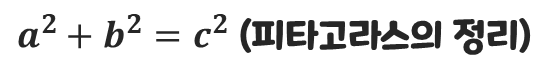 a² + b² = c² (피타고라스의 정리)